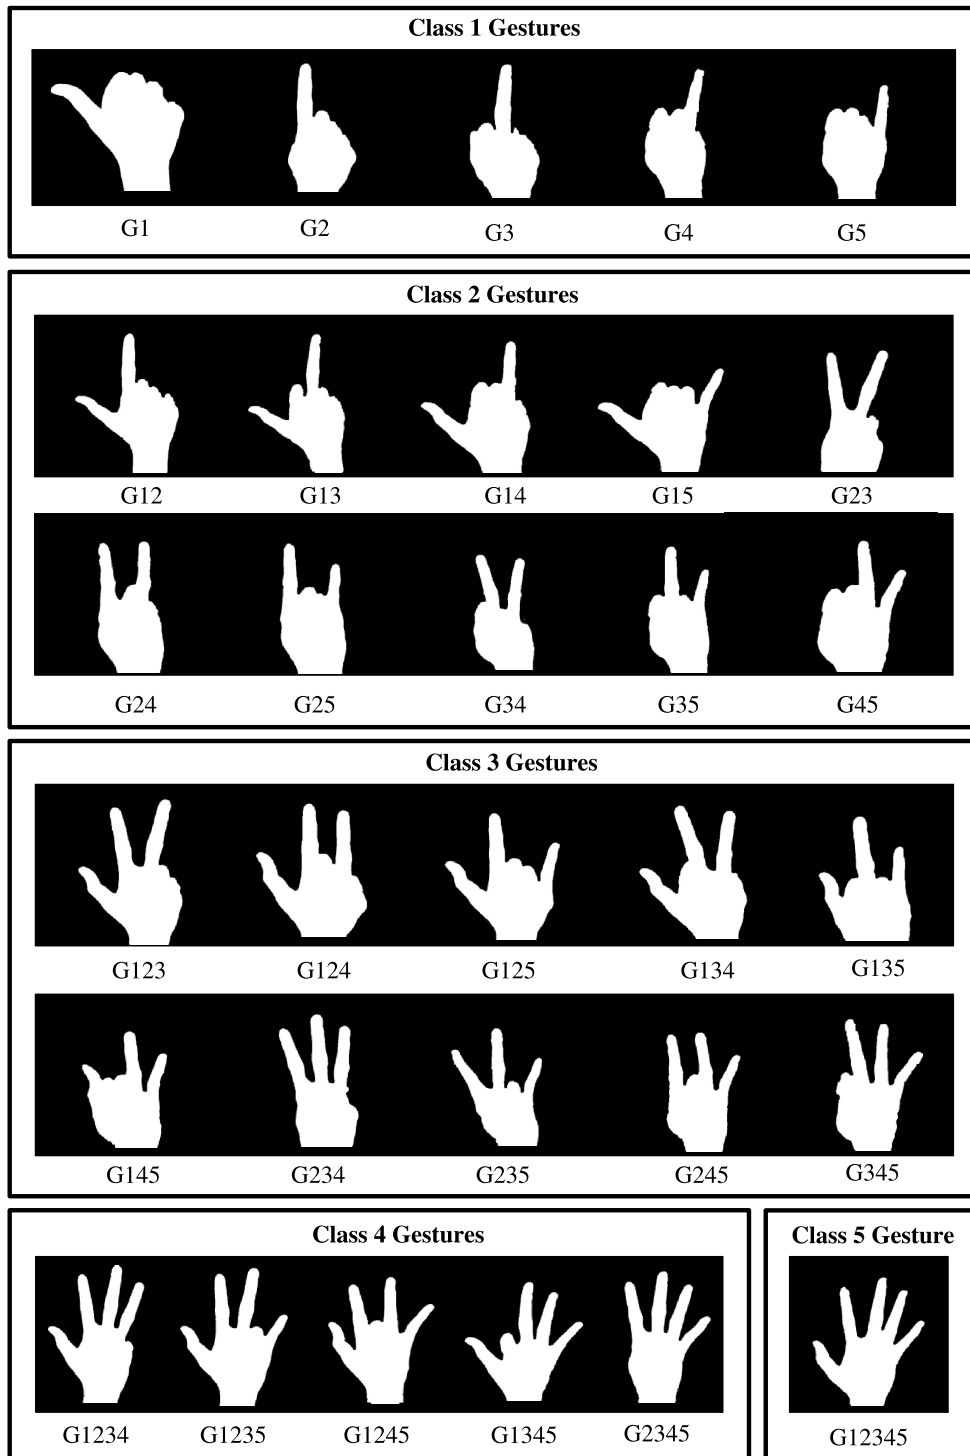 Class 1 Gestures
G1 G2 G3 G4 G5
Class 2 Gestures
G12 G13 G14 G15 G23
G24 G25 G34 G35 G45
Class 3 Gestures
G123 G124 G125 G134 G135
G145 G234 G235 G245 G345
Class 4 Gestures
G1234 G1235 G1245 G1345 G2345
Class 5 Gesture
G12345